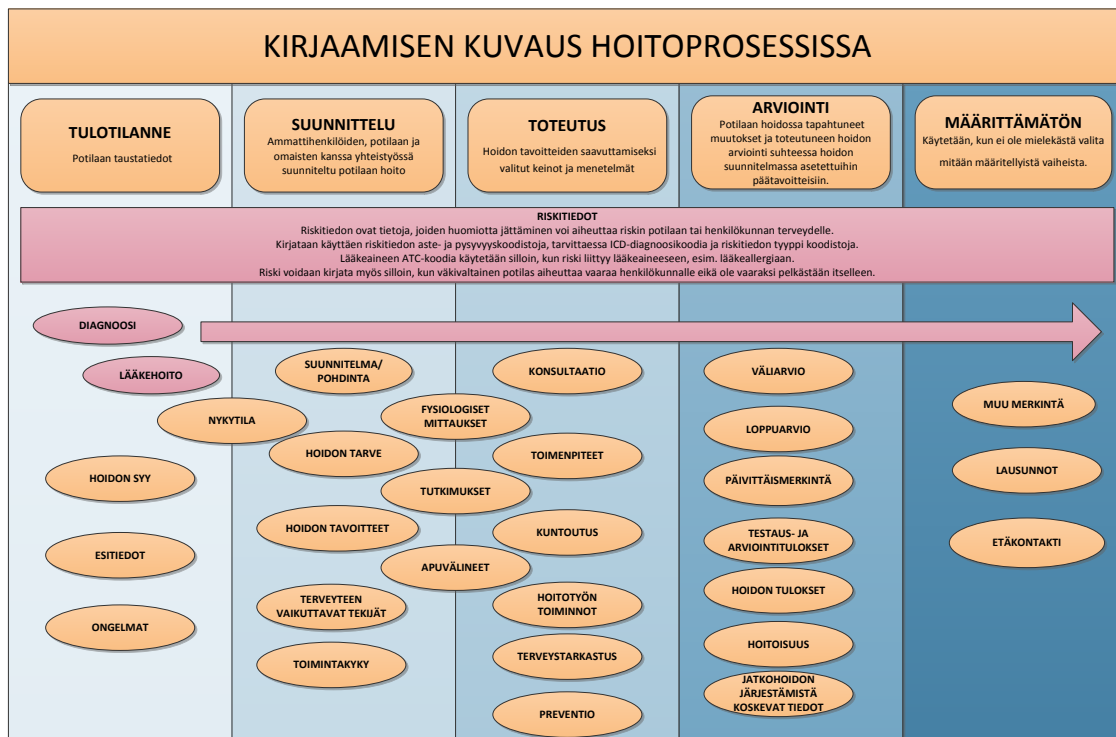 KIRJAAMISEN KUVAUS HOITOPROSESSISSA
TULOTILANNE
Potilaan taustatiedot
SUUNNITTELU
Ammattihenkilöiden, potilaan ja
omaisten kanssa yhteistyössä
suunniteltu potilaan hoito
TOTEUTUS
Hoidon tavoitteiden saavuttamiseksi
valitut keinot ja menetelmät
ARVIOINTI
Potilaan hoidossa tapahtuneet
muutokset ja toteutuneen hoidon
arviointi suhteessa hoidon
suunnitelmassa asetettuihin
päätavoitteisiin.
MÄÄRITTÄMÄTÖN
Käytetään, kun ei ole mielekästä valita
mitään määritellyistä vaiheista.
RISKITIEDOT
Riskitiedon ovat tietoja, joiden huomiotta jättäminen voi aiheuttaa riskin potilaan tai henkilökunnan terveydelle.
Kirjataan käyttäen riskitiedon aste- ja pysyvyyskoodistoja, tarvittaessa ICD-diagnoosikoodia ja riskitiedon tyyppi koodistoja.
Lääkeaineen ATC-koodia käytetään silloin, kun riski liittyy lääkeaineeseen, esim. lääkeallergiaan.
Riski voidaan kirjata myös silloin, kun väkivaltainen potilas aiheuttaa vaaraa henkilökunnalle eikä ole vaaraksi pelkästään itselleen.
DIAGNOOSI
LÄÄKEHOITO
NYKYTILA
HOIDON SYY
ESITIEDOT
ONGELMAT
SUUNNITELMA/
POHDINTA
HOIDON TARVE
HOIDON TAVOITTEET
TERVEYTEEN
VAIKUTTAVAT TEKIJÄT
TOIMINTAKYKY
FYSIOLOGISET
MITTAUKSET
TUTKIMUKSET
APUVÄLINEET
KONSULTAATIO
TOIMENPITEET
KUNTOUTUS
HOITOTYÖN
TOIMINNOT
TERVEYSTARKASTUS
PREVENTIO
VÄLIARVIO
LOPPUARVIO
PÄIVITTÄISMERKINTÄ
TESTAUS- JA
ARVIOINTITULOKSET
HOIDON TULOKSET
HOITOISUUS
JATKOHOIDON
JÄRJESTÄMISTÄ
KOSKEVAT TIEDOT
MUU MERKINTÄ
LAUSUNNOT
ETÄKONTAKTI